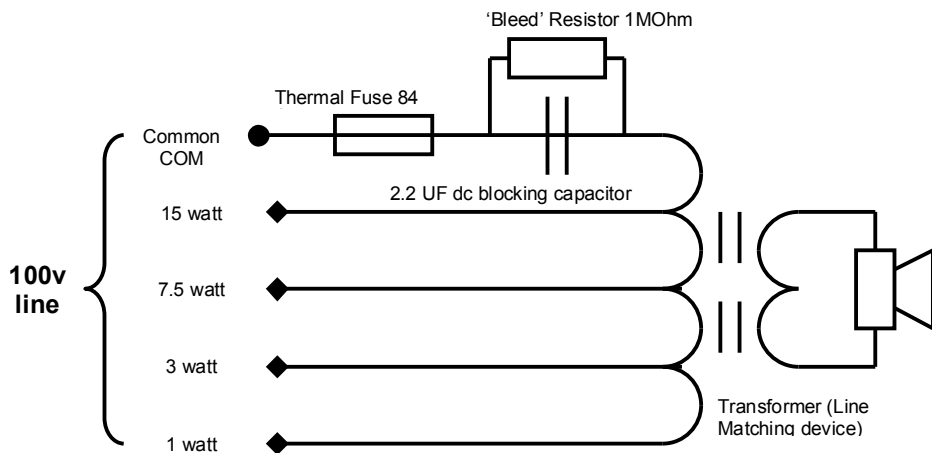 ‘Bleed’ Resistor 1MOhm
Thermal Fuse 84
Common
COM
2.2 UF dc blocking capacitor
15 watt
100v
line
7.5 watt
3 watt
Transformer (Line
Matching device)
1 watt